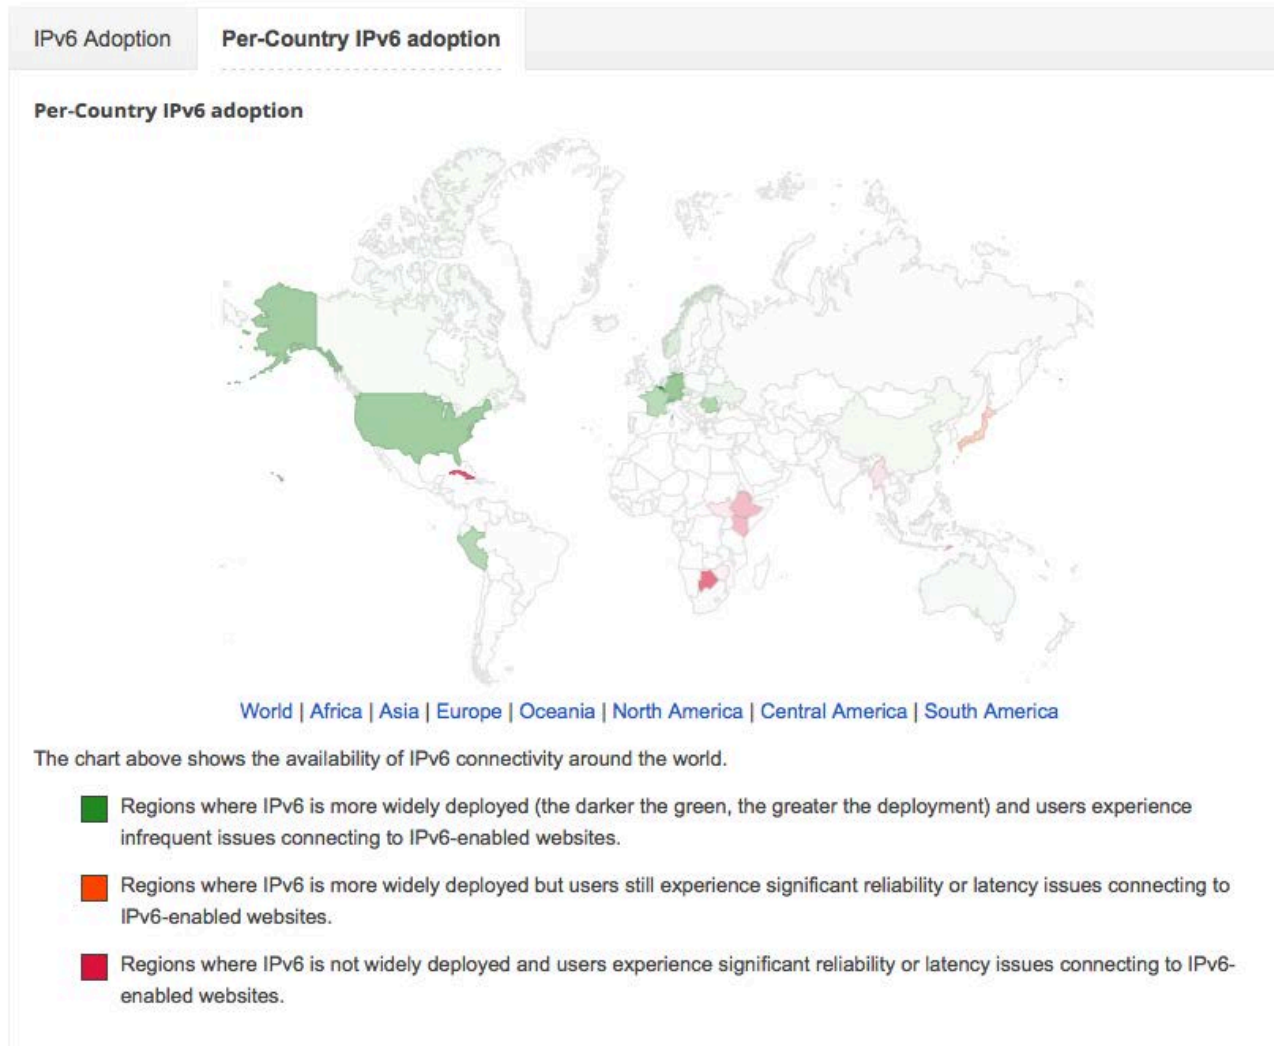 IPv6 Adoption
Per-Country IPv6 adoption
Per-Country IPv6 adoption
World | Africa | Asia | Europe | Oceania | North America | Central America | South America
The chart above shows the availability of IPv6 connectivity around the world.
Regions where IPv6 is more widely deployed (the darker the green, the greater the deployment) and users experience
infrequent issues connecting to IPv6-enabled websites.
Regions where IPv6 is more widely deployed but users still experience significant reliability or latency issues connecting to
IPv6-enabled websites.
Regions where IPv6 is not widely deployed and users experience significant reliability or latency issues connecting to IPv6-
enabled websites.